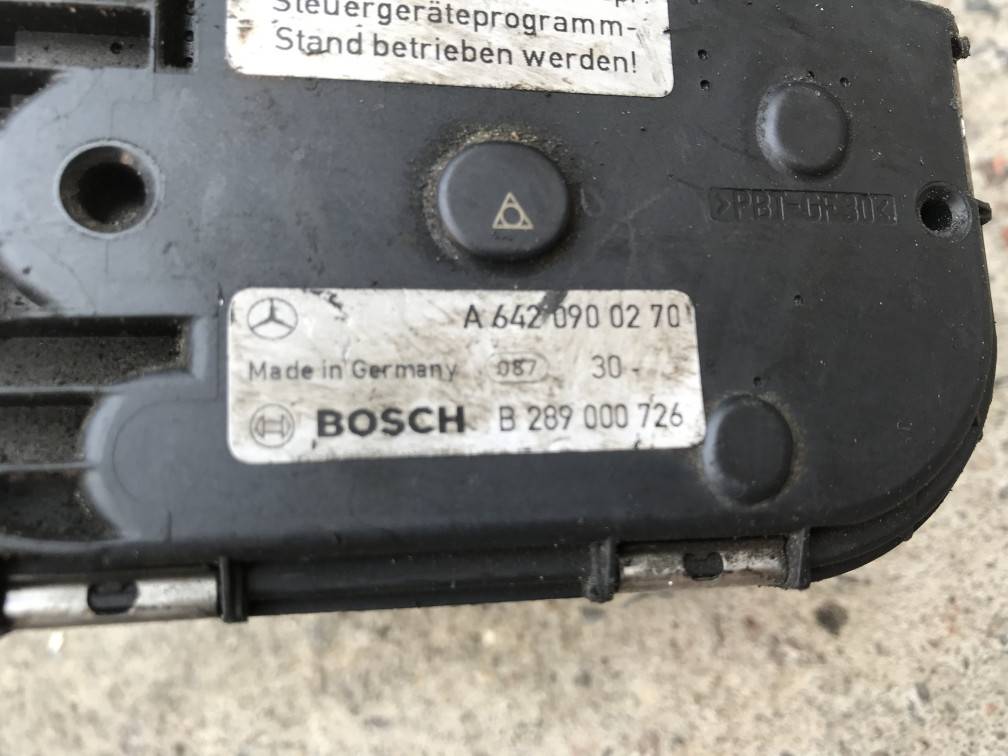 Steuergeräteprogramm-
Stand betrieben werden!
>PBT-GF30<
A 642 090 02 70
Made in Germany 087 30 -
BOSCH B 289 000 726